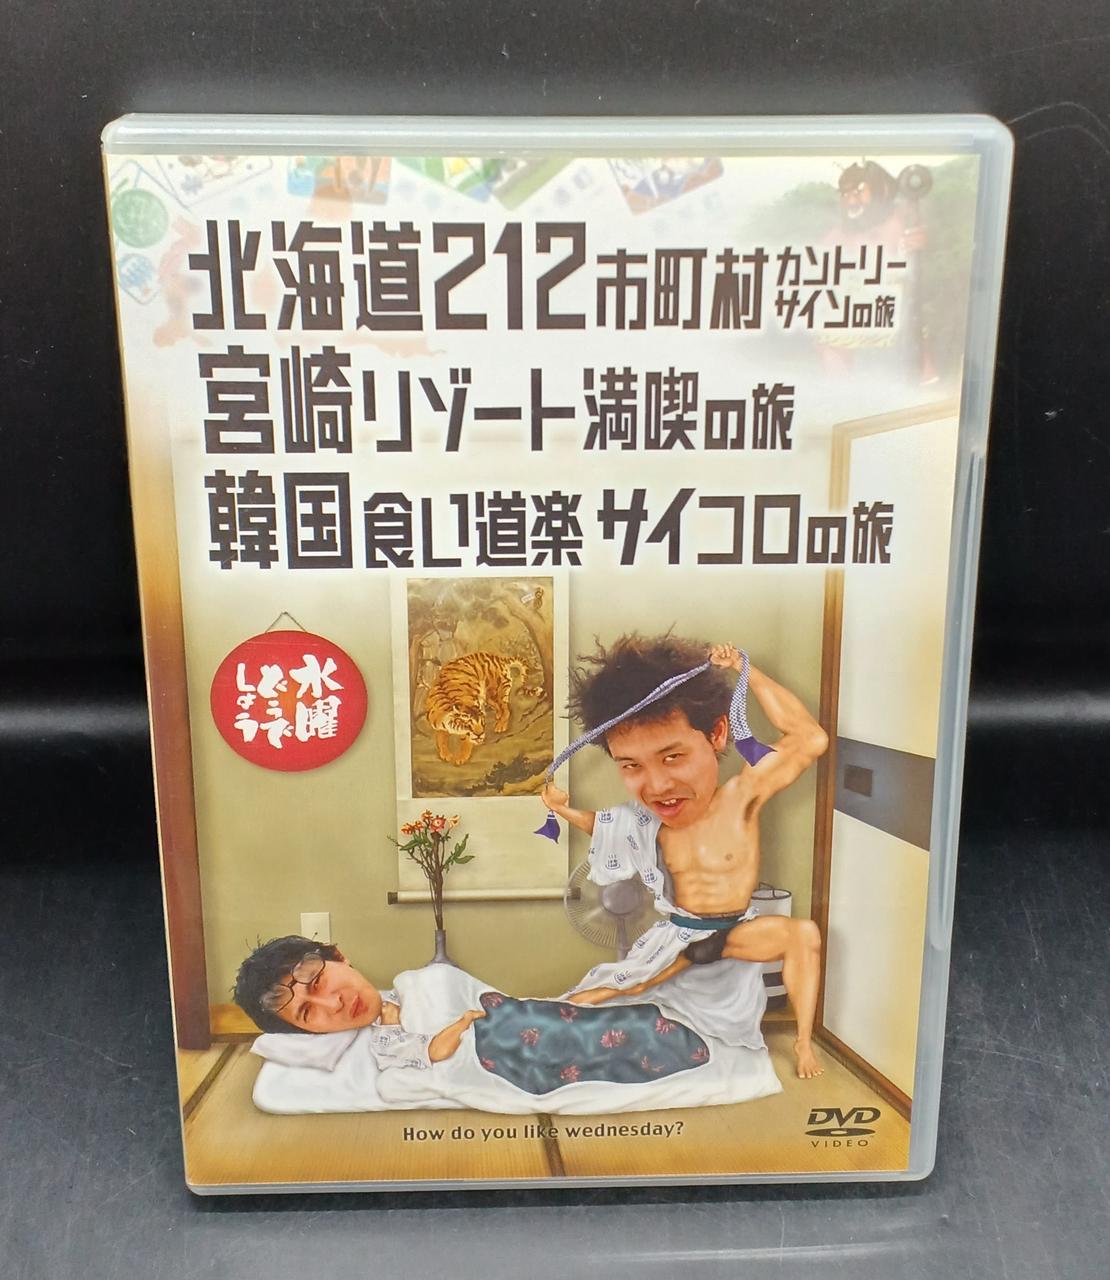 北海道212市町村カントリーサインの旅
宮崎リゾート満喫の旅
韓国食い道楽サイコロの旅
水曜
どうで
しょう
How do you like wednesday?
DVD
VIDEO